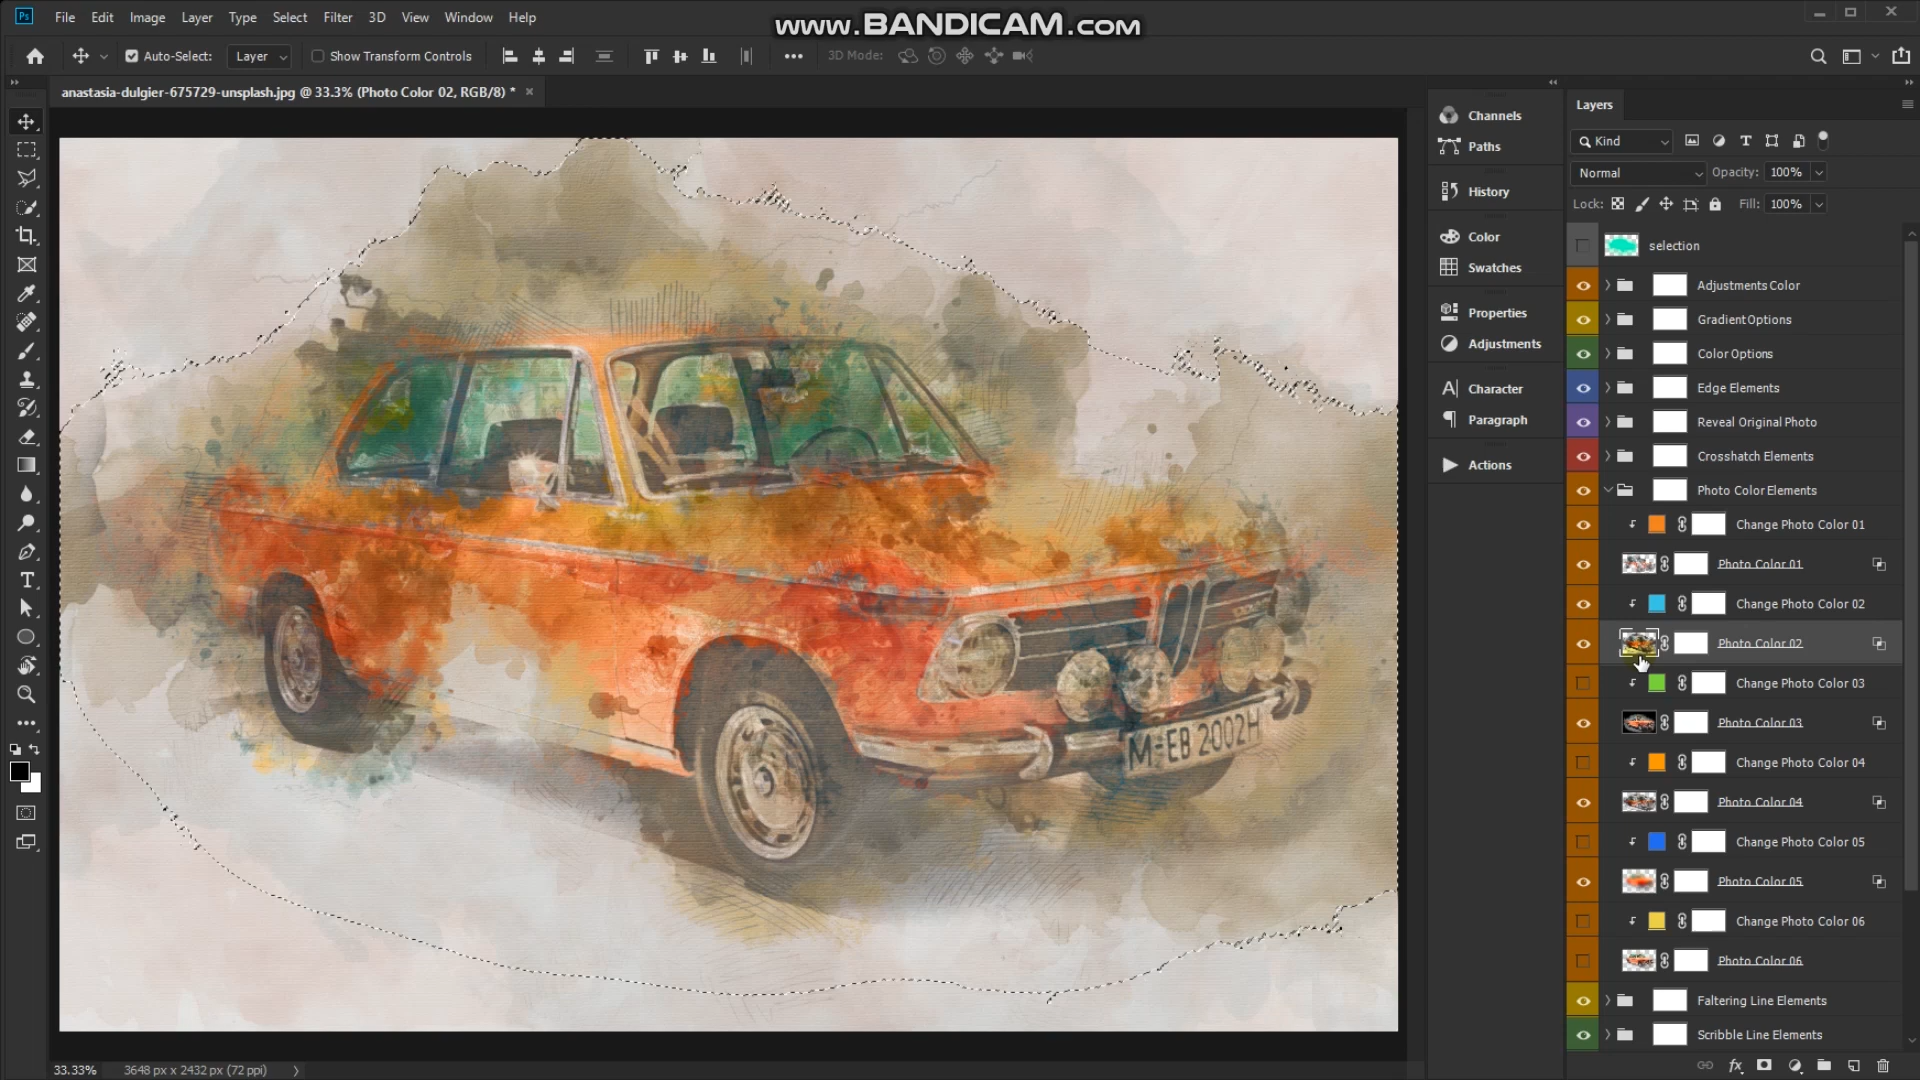 Ps File Edit Image Layer Type Select Filter 3D View Window Help
www.BANDICAM.com
Auto-Select: Layer Show Transform Controls 3D Mode:
anastasia-dulgier-675729-unsplash.jpg @ 33.3% (Photo Color 02, RGB/8) *
Channels
Paths
History
Color
Swatches
Properties
Adjustments
Character
Paragraph
Actions
Layers
Kind
Normal Opacity: 100%
Lock: Fill: 100%
selection
Adjustments Color
Gradient Options
Color Options
Edge Elements
Reveal Original Photo
Crosshatch Elements
Photo Color Elements
Change Photo Color 01
Photo Color 01
Change Photo Color 02
Photo Color 02
Change Photo Color 03
Photo Color 03
Change Photo Color 04
Photo Color 04
Change Photo Color 05
Photo Color 05
Change Photo Color 06
Photo Color 06
Faltering Line Elements
Scribble Line Elements
M-EB 2002H
33.33% 3648 px x 2432 px (72 ppi)